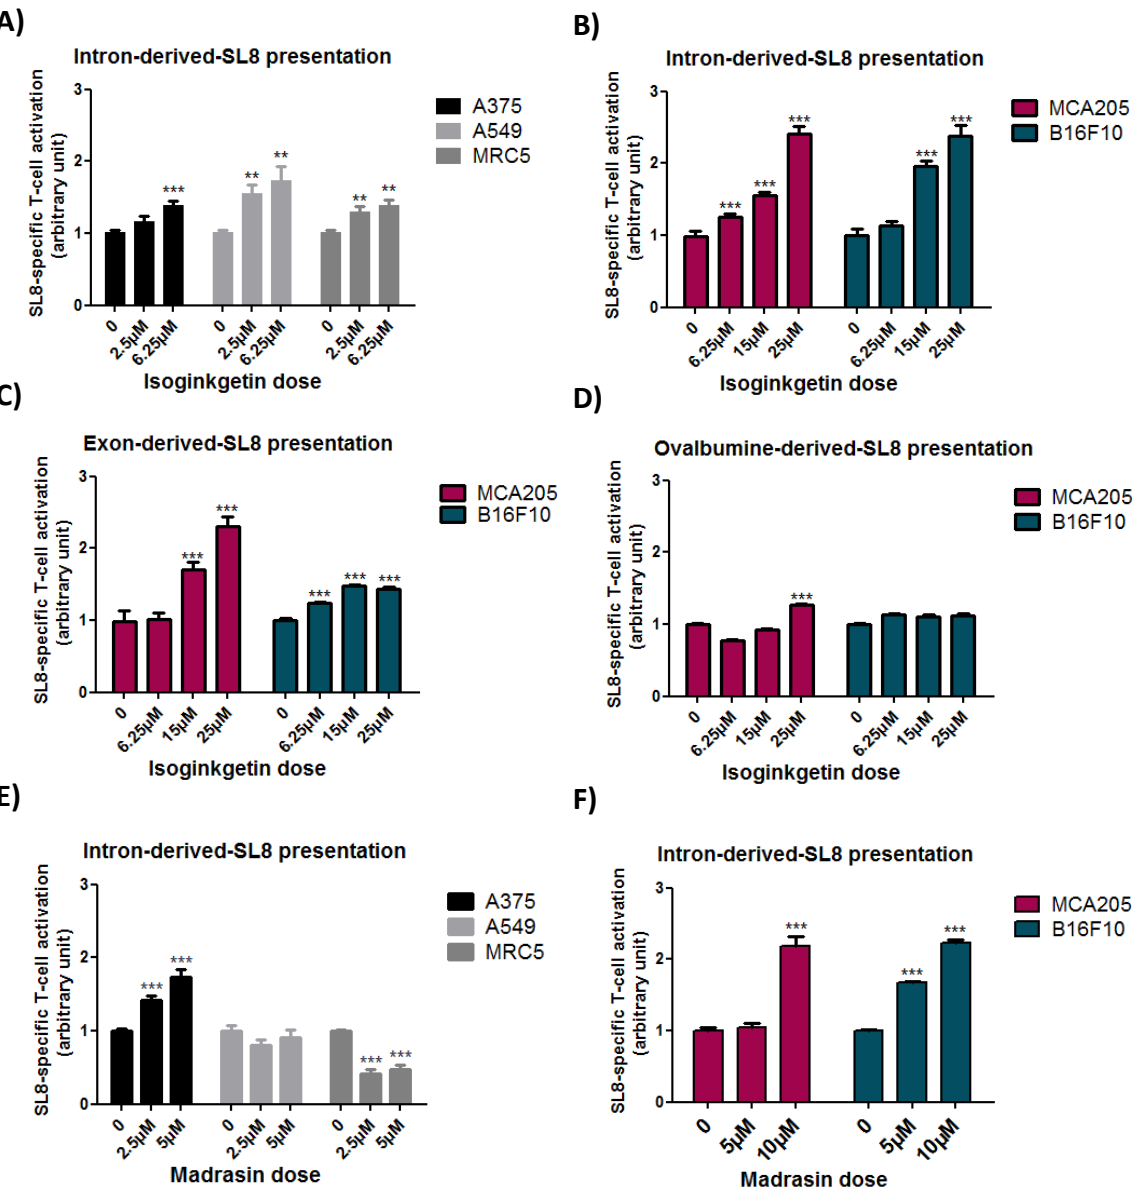 A)
Intron-derived-SL8 presentation
SL8-specific T-cell activation
(arbitrary unit)
3
2
1
0
*** ** ** ** **
0 2.5µM 6.25µM 0 2.5µM 6.25µM 0 2.5µM 6.25µM
Isoginkgetin dose
A375
A549
MRC5
B)
Intron-derived-SL8 presentation
SL8-specific T-cell activation
(arbitrary unit)
3
2
1
0
*** *** *** *** ***
0 6.25µM 15µM 25µM 0 6.25µM 15µM 25µM
Isoginkgetin dose
MCA205
B16F10
C)
Exon-derived-SL8 presentation
SL8-specific T-cell activation
(arbitrary unit)
3
2
1
0
*** *** *** *** ***
0 6.25µM 15µM 25µM 0 6.25µM 15µM 25µM
Isoginkgetin dose
MCA205
B16F10
D)
Ovalbumine-derived-SL8 presentation
SL8-specific T-cell activation
(arbitrary unit)
3
2
1
0
***
0 6.25µM 15µM 25µM 0 6.25µM 15µM 25µM
Isoginkgetin dose
MCA205
B16F10
E)
Intron-derived-SL8 presentation
SL8-specific T-cell activation
(arbitrary unit)
3
2
1
0
*** *** *** ***
0 2.5µM 5µM 0 2.5µM 5µM 0 2.5µM 5µM
Madrasin dose
A375
A549
MRC5
F)
Intron-derived-SL8 presentation
SL8-specific T-cell activation
(arbitrary unit)
3
2
1
0
*** *** ***
0 5µM 10µM 0 5µM 10µM
Madrasin dose
MCA205
B16F10